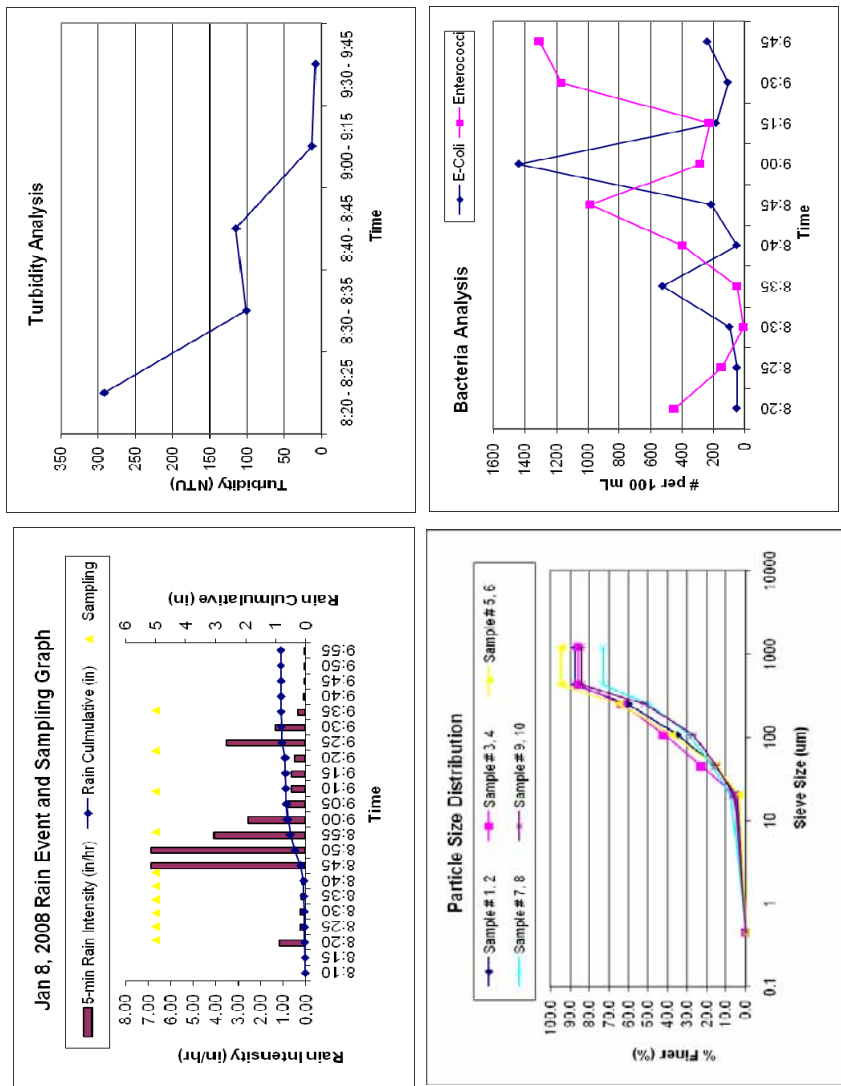 Jan 8, 2008 Rain Event and Sampling Graph
5-min Rain Intensity (in/hr) Rain Culmulative (in) Sampling
Rain Intensity (in/hr)
8.00
7.00
6.00
5.00
4.00
3.00
2.00
1.00
0.00
Rain Culmulative (in)
6
5
4
3
2
1
0
8:10 8:15 8:20 8:25 8:30 8:35 8:40 8:45 8:50 8:55 9:00 9:05 9:10 9:15 9:20 9:25 9:30 9:35 9:40 9:45 9:50 9:55
Time
Turbidity Analysis
Turbidity (NTU)
350
300
250
200
150
100
50
0
8:20 - 8:25 8:30 - 8:35 8:40 - 8:45 9:00 - 9:15 9:30 - 9:45
Time
Particle Size Distribution
Sample # 1, 2 Sample # 3, 4 Sample # 5, 6
Sample # 7, 8 Sample # 9, 10
% Finer (%)
100.0
90.0
80.0
70.0
60.0
50.0
40.0
30.0
20.0
10.0
0.0
0.1 1 10 100 1000 10000
Sieve Size (um)
Bacteria Analysis
E-Coli Enterococci
# per 100 mL
1600
1400
1200
1000
800
600
400
200
0
8:20 8:25 8:30 8:35 8:40 8:45 9:00 9:15 9:30 9:45
Time